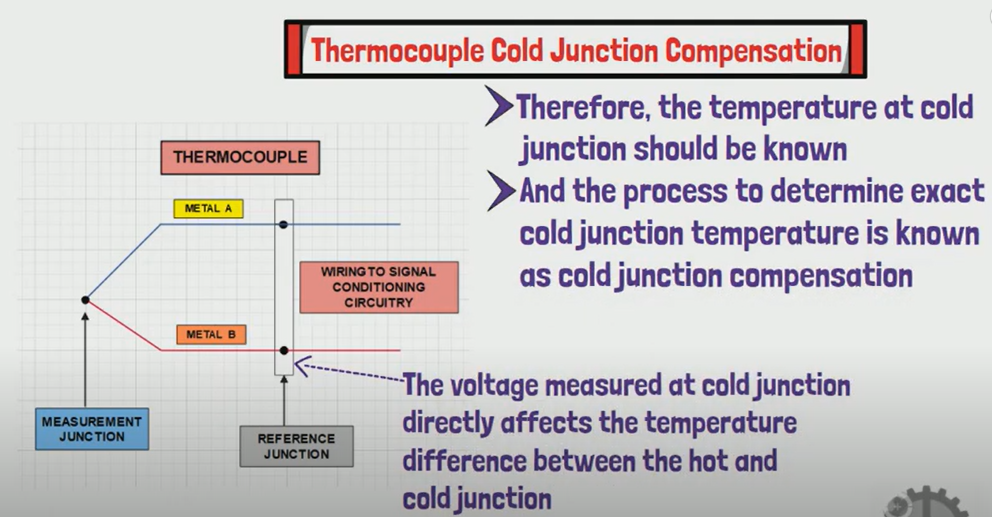 Thermocouple Cold Junction Compensation
Therefore, the temperature at cold
junction should be known
And the process to determine exact
cold junction temperature is known
as cold junction compensation
THERMOCOUPLE
METAL A
WIRING TO SIGNAL
CONDITIONING
CIRCUITRY
METAL B
MEASUREMENT
JUNCTION
REFERENCE
JUNCTION
The voltage measured at cold junction
directly affects the temperature
difference between the hot and
cold junction